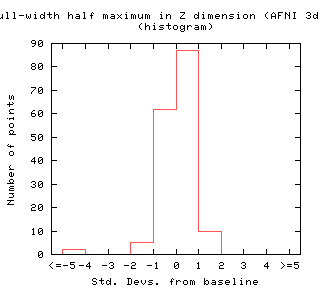 ull-width half maximum in Z dimension (AFNI 3d
(histogram)
90
80
70
60
50
40
30
20
10
0
Number of points
<=-5 -4 -3 -2 -1 0 1 2 3 4 >=5
Std. Devs. from baseline